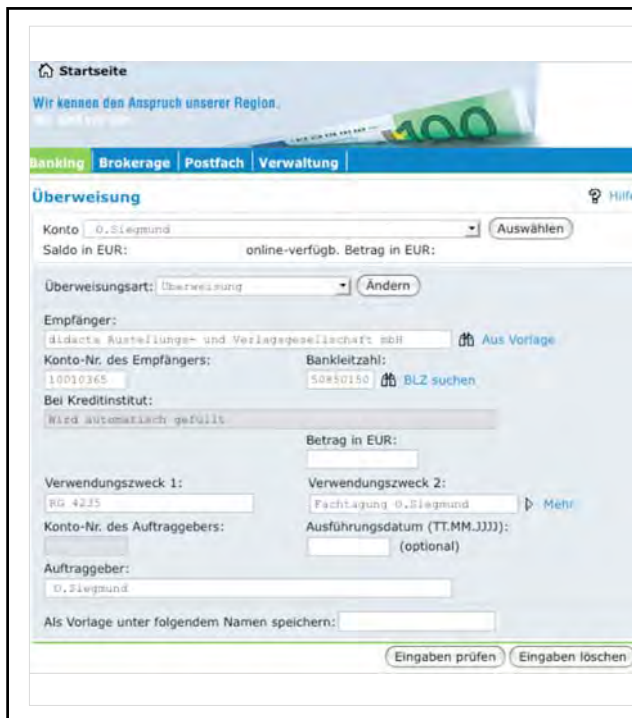 Startseite
Wir kennen den Anspruch unserer Region.
100
Banking Brokerage Postfach Verwaltung
Überweisung Hilfe
Konto O.Siegmund Auswählen
Saldo in EUR: online-verfügb. Betrag in EUR:
Überweisungsart: Überweisung Ändern
Empfänger:
didacta Austellungs- und Verlagsgesellschaft mbH Aus Vorlage
Konto-Nr. des Empfängers: Bankleitzahl:
10010365 50850150 BLZ suchen
Bei Kreditinstitut:
Wird automatisch gefüllt
Betrag in EUR:
Verwendungszweck 1: Verwendungszweck 2:
RG 4235 Fachtagung O.Siegmund Mehr
Konto-Nr. des Auftraggebers: Ausführungsdatum (TT.MM.JJJJ):
(optional)
Auftraggeber:
O.Siegmund
Als Vorlage unter folgendem Namen speichern:
Eingaben prüfen Eingaben löschen